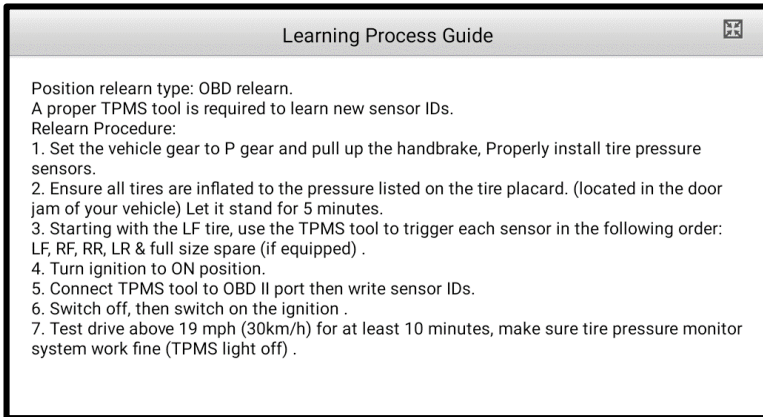 Learning Process Guide
Position relearn type: OBD relearn.
A proper TPMS tool is required to learn new sensor IDs.
Relearn Procedure:
1. Set the vehicle gear to P gear and pull up the handbrake, Properly install tire pressure
sensors.
2. Ensure all tires are inflated to the pressure listed on the tire placard. (located in the door
jam of your vehicle) Let it stand for 5 minutes.
3. Starting with the LF tire, use the TPMS tool to trigger each sensor in the following order:
LF, RF, RR, LR & full size spare (if equipped) .
4. Turn ignition to ON position.
5. Connect TPMS tool to OBD II port then write sensor IDs.
6. Switch off, then switch on the ignition .
7. Test drive above 19 mph (30km/h) for at least 10 minutes, make sure tire pressure monitor
system work fine (TPMS light off) .